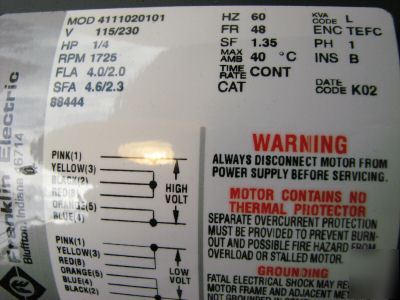 MOD 4111020101
V 115/230
HP 1/4
RPM 1725
FLA 4.0/2.0
SFA 4.6/2.3
88444
HZ 60
FR 48
SF 1.35
MAX AMB 40 °C
TIME RATE CONT
CAT
KVA CODE L
ENC TEFC
PH 1
INS B
DATE CODE K02
Franklin Electric
Bluffton, Indiana 46714
PINK(1)
YELLOW(3)
BLACK(2)
RED(8)
ORANGE(5)
BLUE(4)
HIGH
VOLT
PINK(1)
YELLOW(3)
RED(8)
ORANGE(5)
BLUE(4)
BLACK(2)
LOW
VOLT
WARNING
ALWAYS DISCONNECT MOTOR FROM
POWER SUPPLY BEFORE SERVICING.
MOTOR CONTAINS NO
THERMAL PROTECTOR
SEPARATE OVERCURRENT PROTECTION
MUST BE PROVIDED TO PREVENT BURN-
OUT AND POSSIBLE FIRE HAZARD FROM
OVERLOAD OR STALLED MOTOR.
GROUNDING
FATAL ELECTRICAL SHOCK MAY
MOTOR FRAME AND ADJACENT